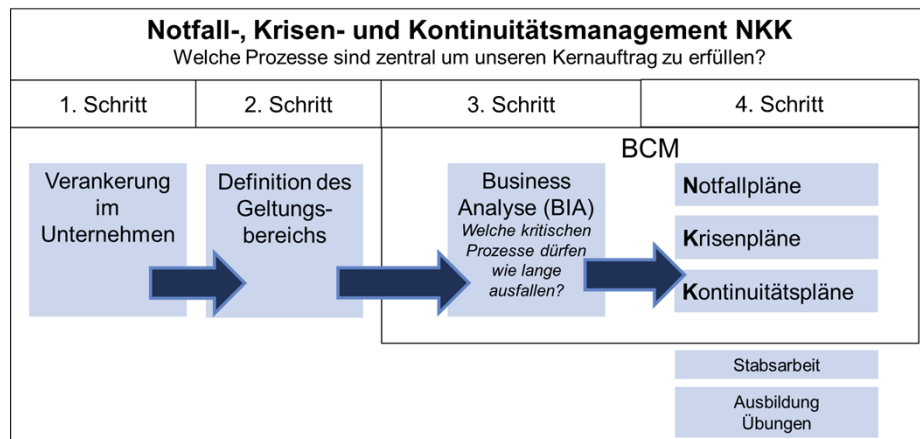 Notfall-, Krisen- und Kontinuitätsmanagement NKK
Welche Prozesse sind zentral um unseren Kernauftrag zu erfüllen?
1. Schritt
2. Schritt
3. Schritt
4. Schritt
BCM
Verankerung
im
Unternehmen
Definition des
Geltungs-
bereichs
Business
Analyse (BIA)
Welche kritischen
Prozesse dürfen
wie lange
ausfallen?
Notfallpläne
Krisenpläne
Kontinuitätspläne
Stabsarbeit
Ausbildung
Übungen